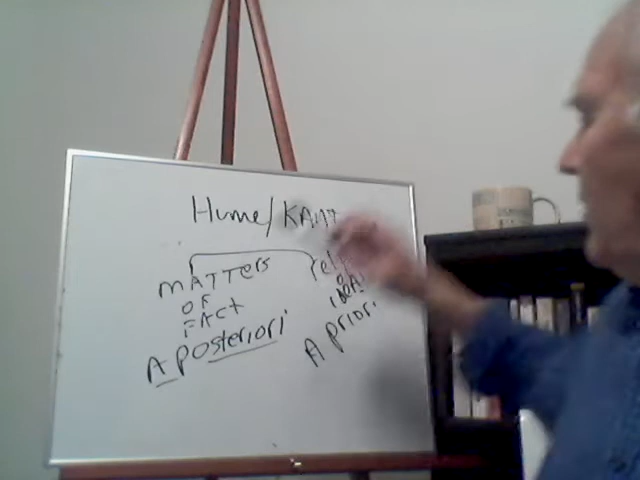 Hume/KANT
MATTers
OF
FACT
A posteriori
A priori